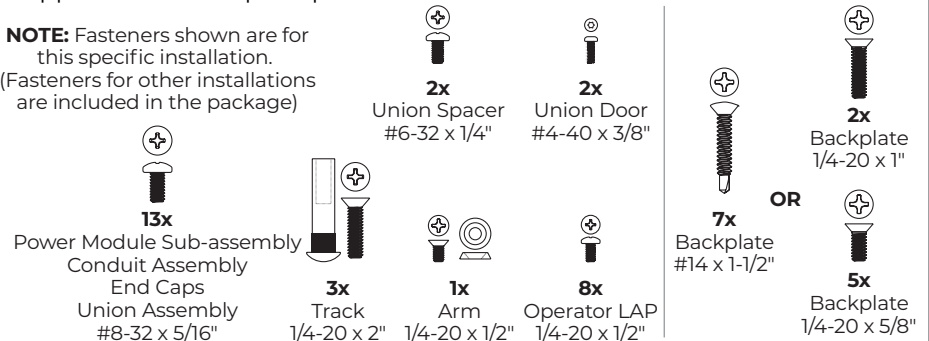 NOTE: Fasteners shown are for
this specific installation.
(Fasteners for other installations
are included in the package)
2x
Union Spacer
#6-32 x 1/4"
2x
Union Door
#4-40 x 3/8"
13x
Power Module Sub-assembly
Conduit Assembly
End Caps
Union Assembly
#8-32 x 5/16"
3x
Track
1/4-20 x 2"
1x
Arm
1/4-20 x 1/2"
8x
Operator LAP
1/4-20 x 1/2"
7x
Backplate
#14 x 1-1/2"
OR
2x
Backplate
1/4-20 x 1"
5x
Backplate
1/4-20 x 5/8"